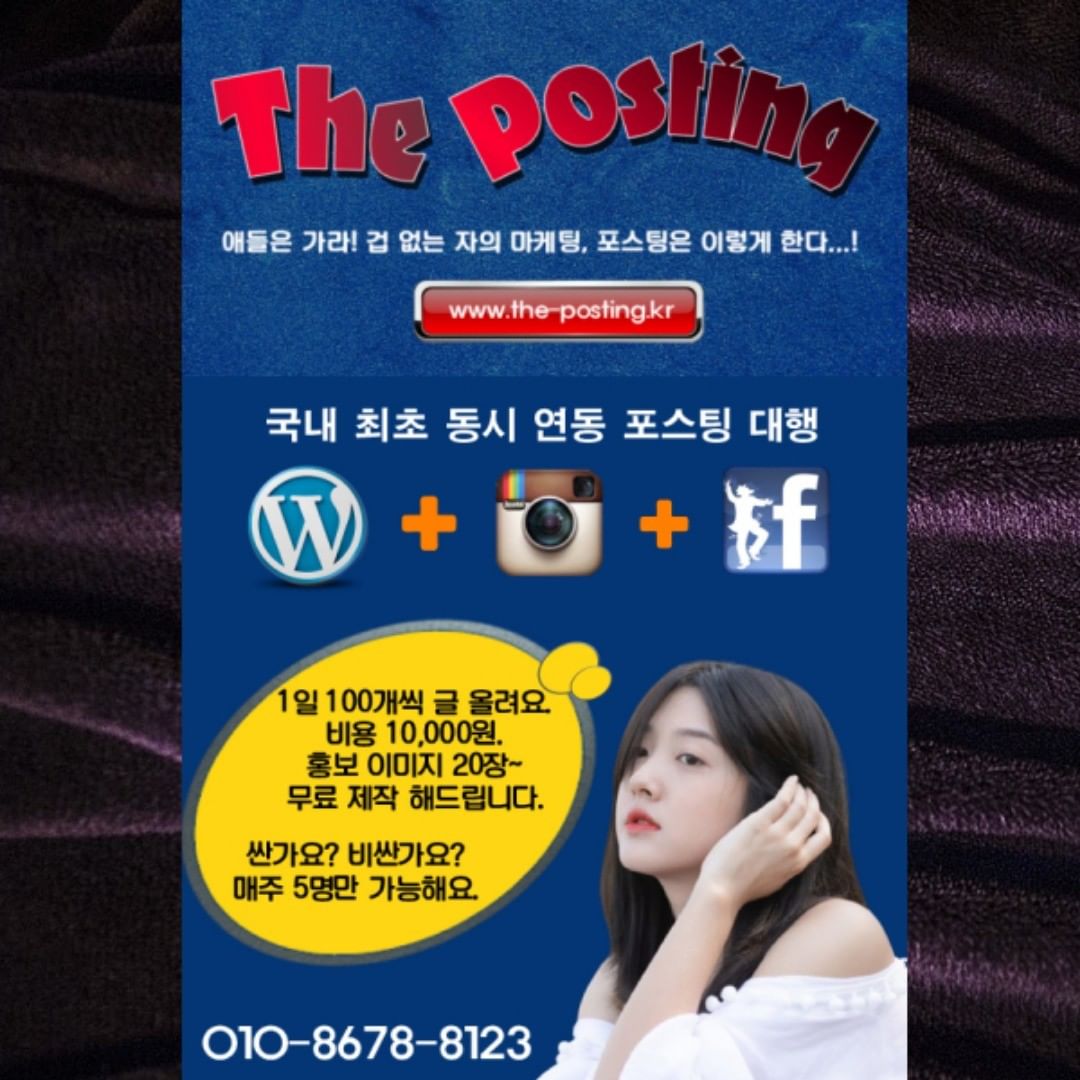 The Posting
애들은 가라! 겁 없는 자의 마케팅, 포스팅은 이렇게 한다...!
www.the-posting.kr
국내 최초 동시 연동 포스팅 대행
W + + f
1일 100개씩 글 올려요.
비용 10,000원.
홍보 이미지 20장~
무료 제작 해드립니다.
싼가요? 비싼가요?
매주 5명만 가능해요.
010-8678-8123